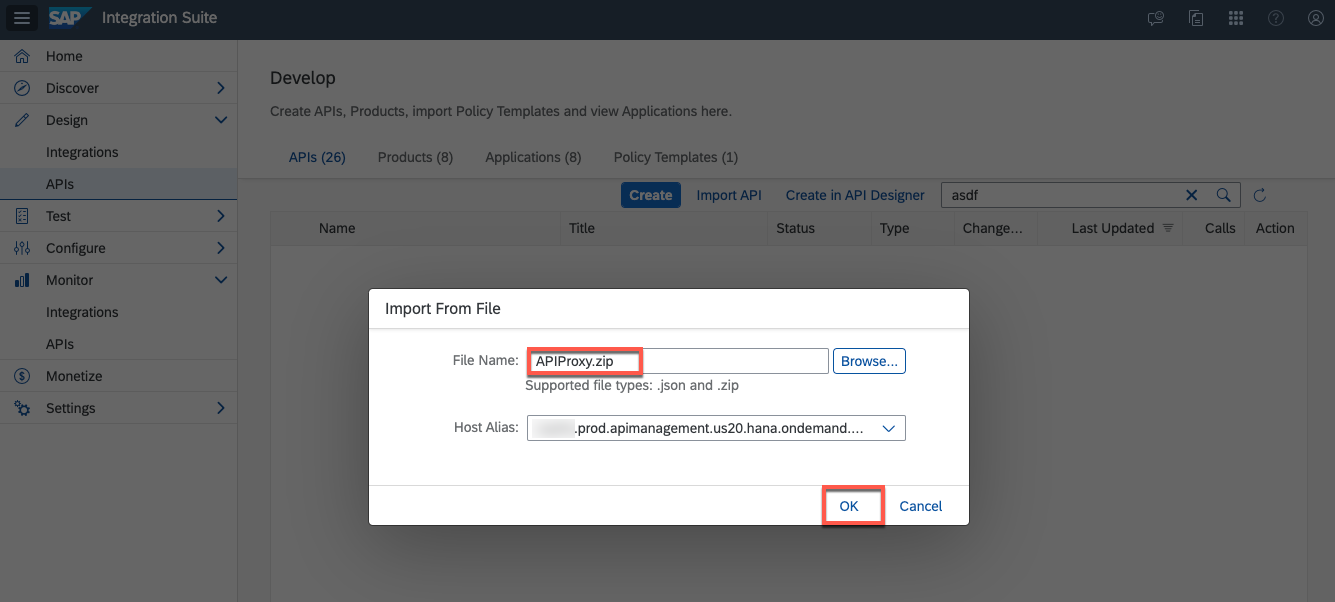 SAP Integration Suite
Home
Discover
Design
Integrations
APIs
Test
Configure
Monitor
Integrations
APIs
Monetize
Settings
Develop
Create APIs, Products, import Policy Templates and view Applications here.
APIs (26) Products (8) Applications (8) Policy Templates (1)
Create Import API Create in API Designer asdf
Name Title Status Type Change... Last Updated Calls Action
Import From File
File Name: APIProxy.zip Browse...
Supported file types: .json and .zip
Host Alias: .prod.apimanagement.us20.hana.ondemand....
OK Cancel